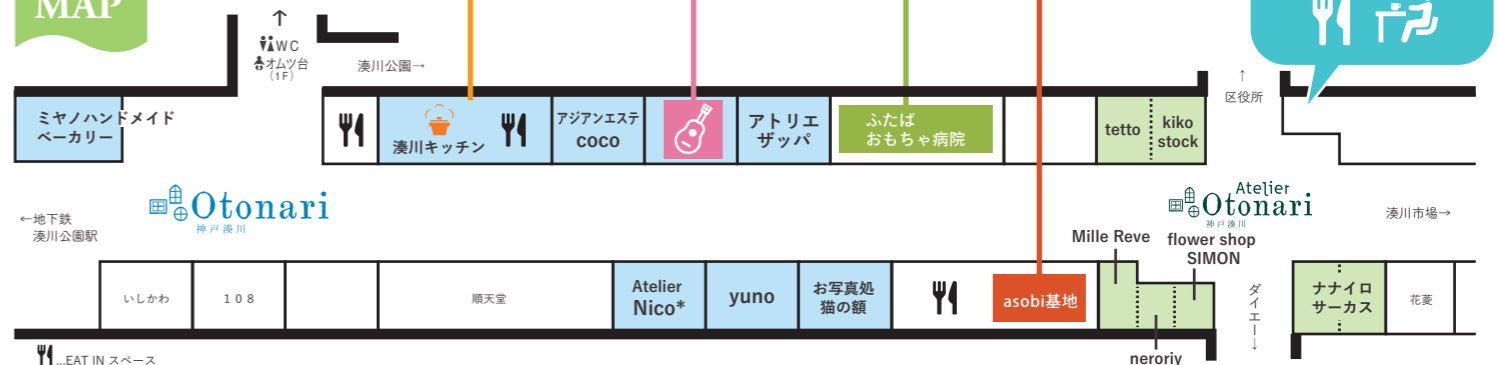 MAP
↑
WC
オムツ台
（1F）
湊川公園→
↑
区役所
ミヤノハンドメイド
ベーカリー
湊川キッチン
アジアンエステ
coco
アトリエ
ザッパ
ふたば
おもちゃ病院
tetto
kiko
stock
←地下鉄
湊川公園駅
Otonari
神戸湊川
Atelier
Otonari
神戸湊川
湊川市場→
Mille Reve
flower shop
SIMON
いしかわ
108
順天堂
Atelier
Nico*
yuno
お写真処
猫の額
asobi基地
neroriy
ダイエー→
ナナイロ
サーカス
花菱
...EAT IN スペース